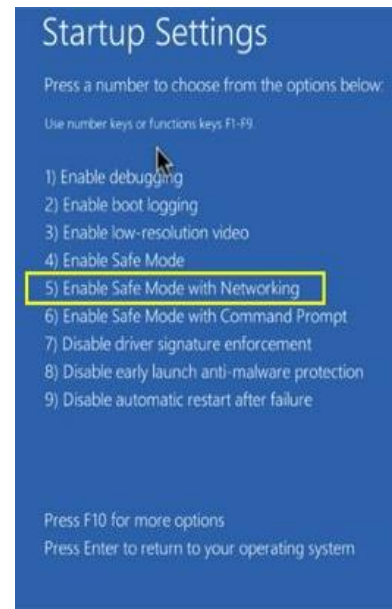 Startup Settings
Press a number to choose from the options below:
Use number keys or functions keys F1-F9.
1) Enable debugging
2) Enable boot logging
3) Enable low-resolution video
4) Enable Safe Mode
5) Enable Safe Mode with Networking
6) Enable Safe Mode with Command Prompt
7) Disable driver signature enforcement
8) Disable early launch anti-malware protection
9) Disable automatic restart after failure
Press F10 for more options
Press Enter to return to your operating system